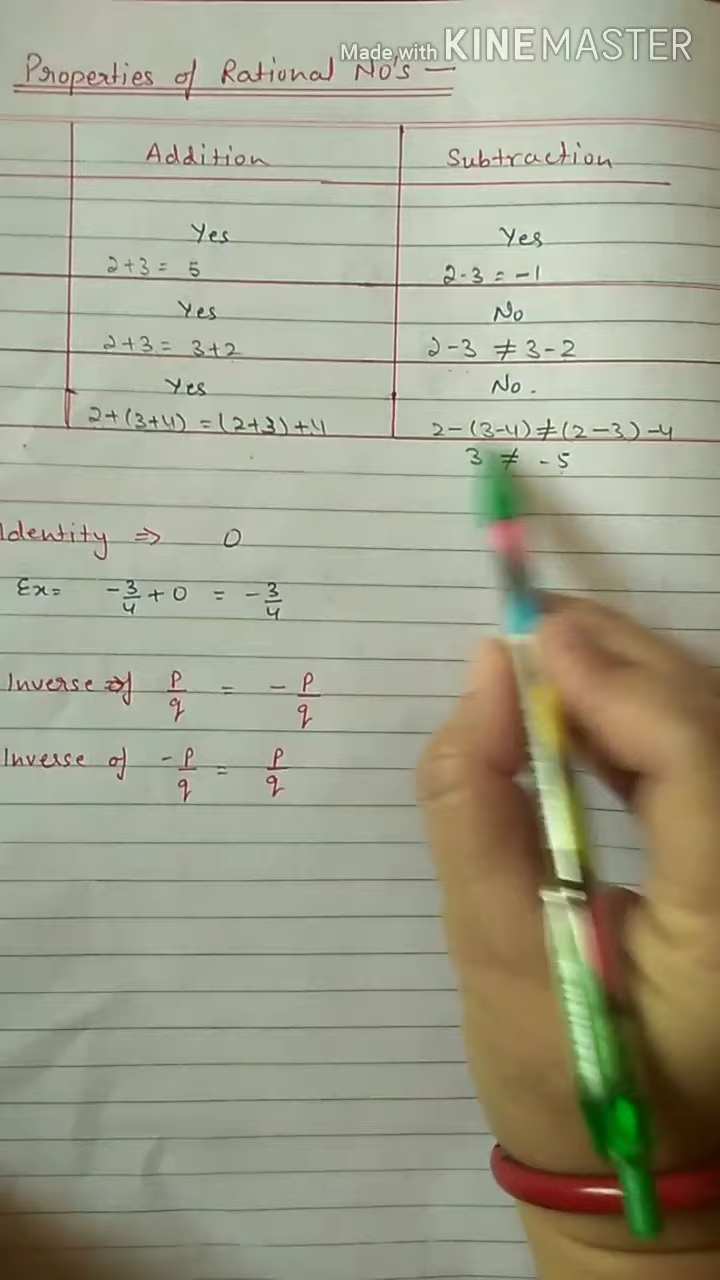 Made with KINEMASTER
Properties of Rational No's —
Addition Subtraction
Yes Yes
2+3 = 5 2-3 = -1
Yes No
2+3 = 3+2 2-3 ≠ 3-2
Yes No.
2+(3+4) = (2+3)+4 2-(3-4) ≠ (2-3)-4
3 ≠ -5
Identity ⇒ 0
Ex= -3/4 + 0 = -3/4
Inverse of P/q = -P/q
Inverse of -P/q = P/q